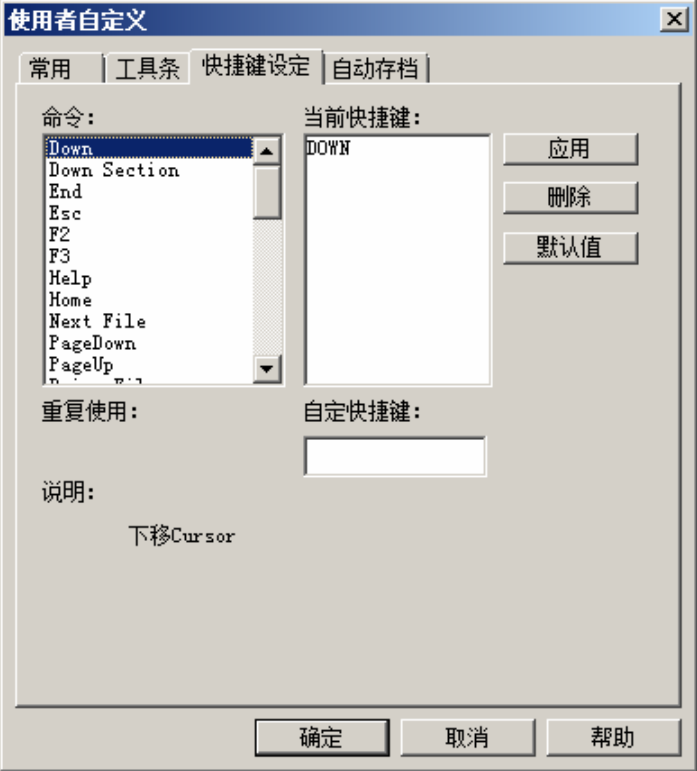 使用者自定义
常用 工具条 快捷键设定 自动存档
命令: 当前快捷键:
Down DOWN 应用
Down Section
End 删除
Esc
F2 默认值
F3
Help
Home
Next File
PageDown
PageUp
重复使用: 自定快捷键:
说明:
下移Cursor
确定 取消 帮助